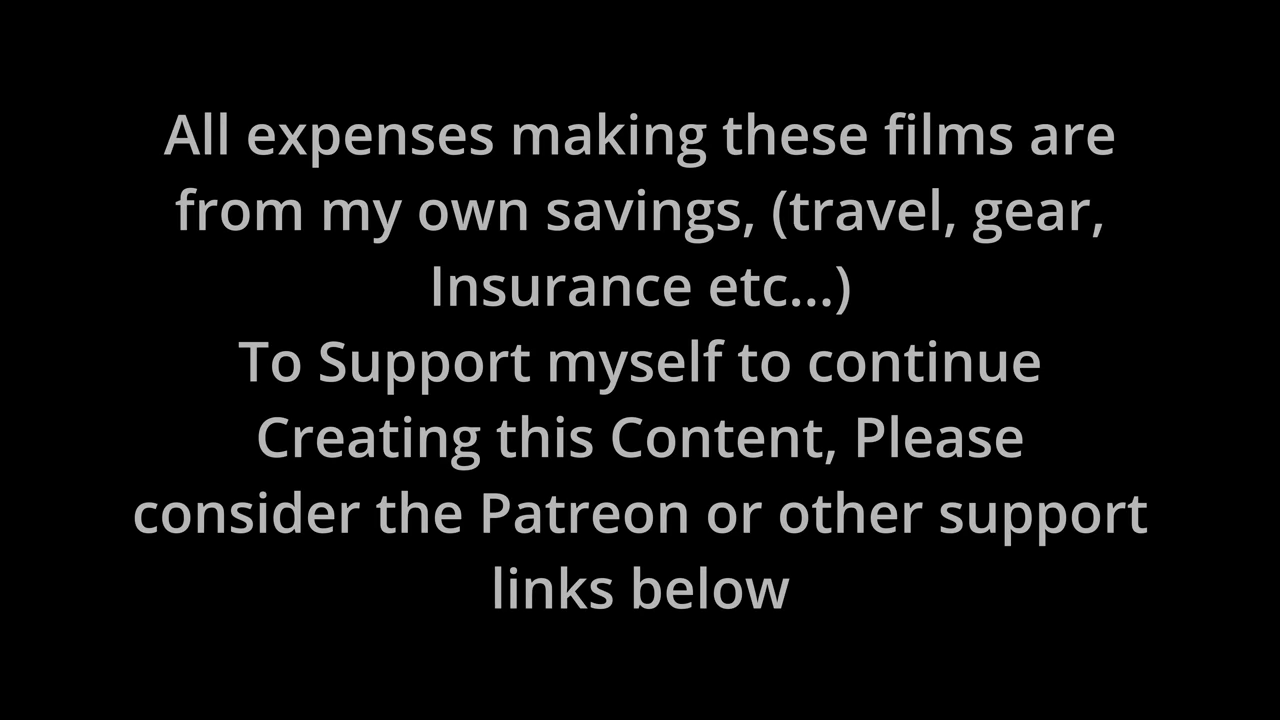 All expenses making these films are
from my own savings, (travel, gear,
Insurance etc...)
To Support myself to continue
Creating this Content, Please
consider the Patreon or other support
links below